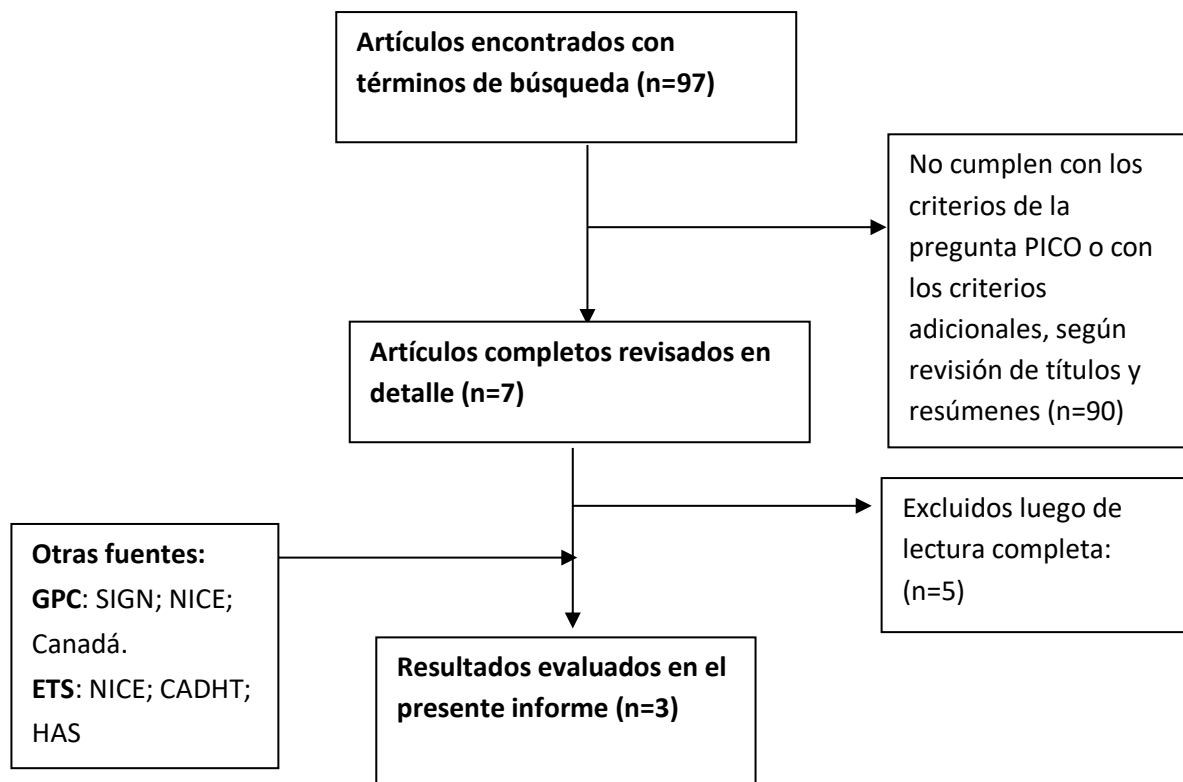 Artículos encontrados con
términos de búsqueda (n=97)
No cumplen con los
criterios de la
pregunta PICO o con
los criterios
adicionales, según
revisión de títulos y
resúmenes (n=90)
Artículos completos revisados en
detalle (n=7)
Excluidos luego de
lectura completa:
(n=5)
Otras fuentes:
GPC: SIGN; NICE;
Canadá.
ETS: NICE; CADHT;
HAS
Resultados evaluados en el
presente informe (n=3)